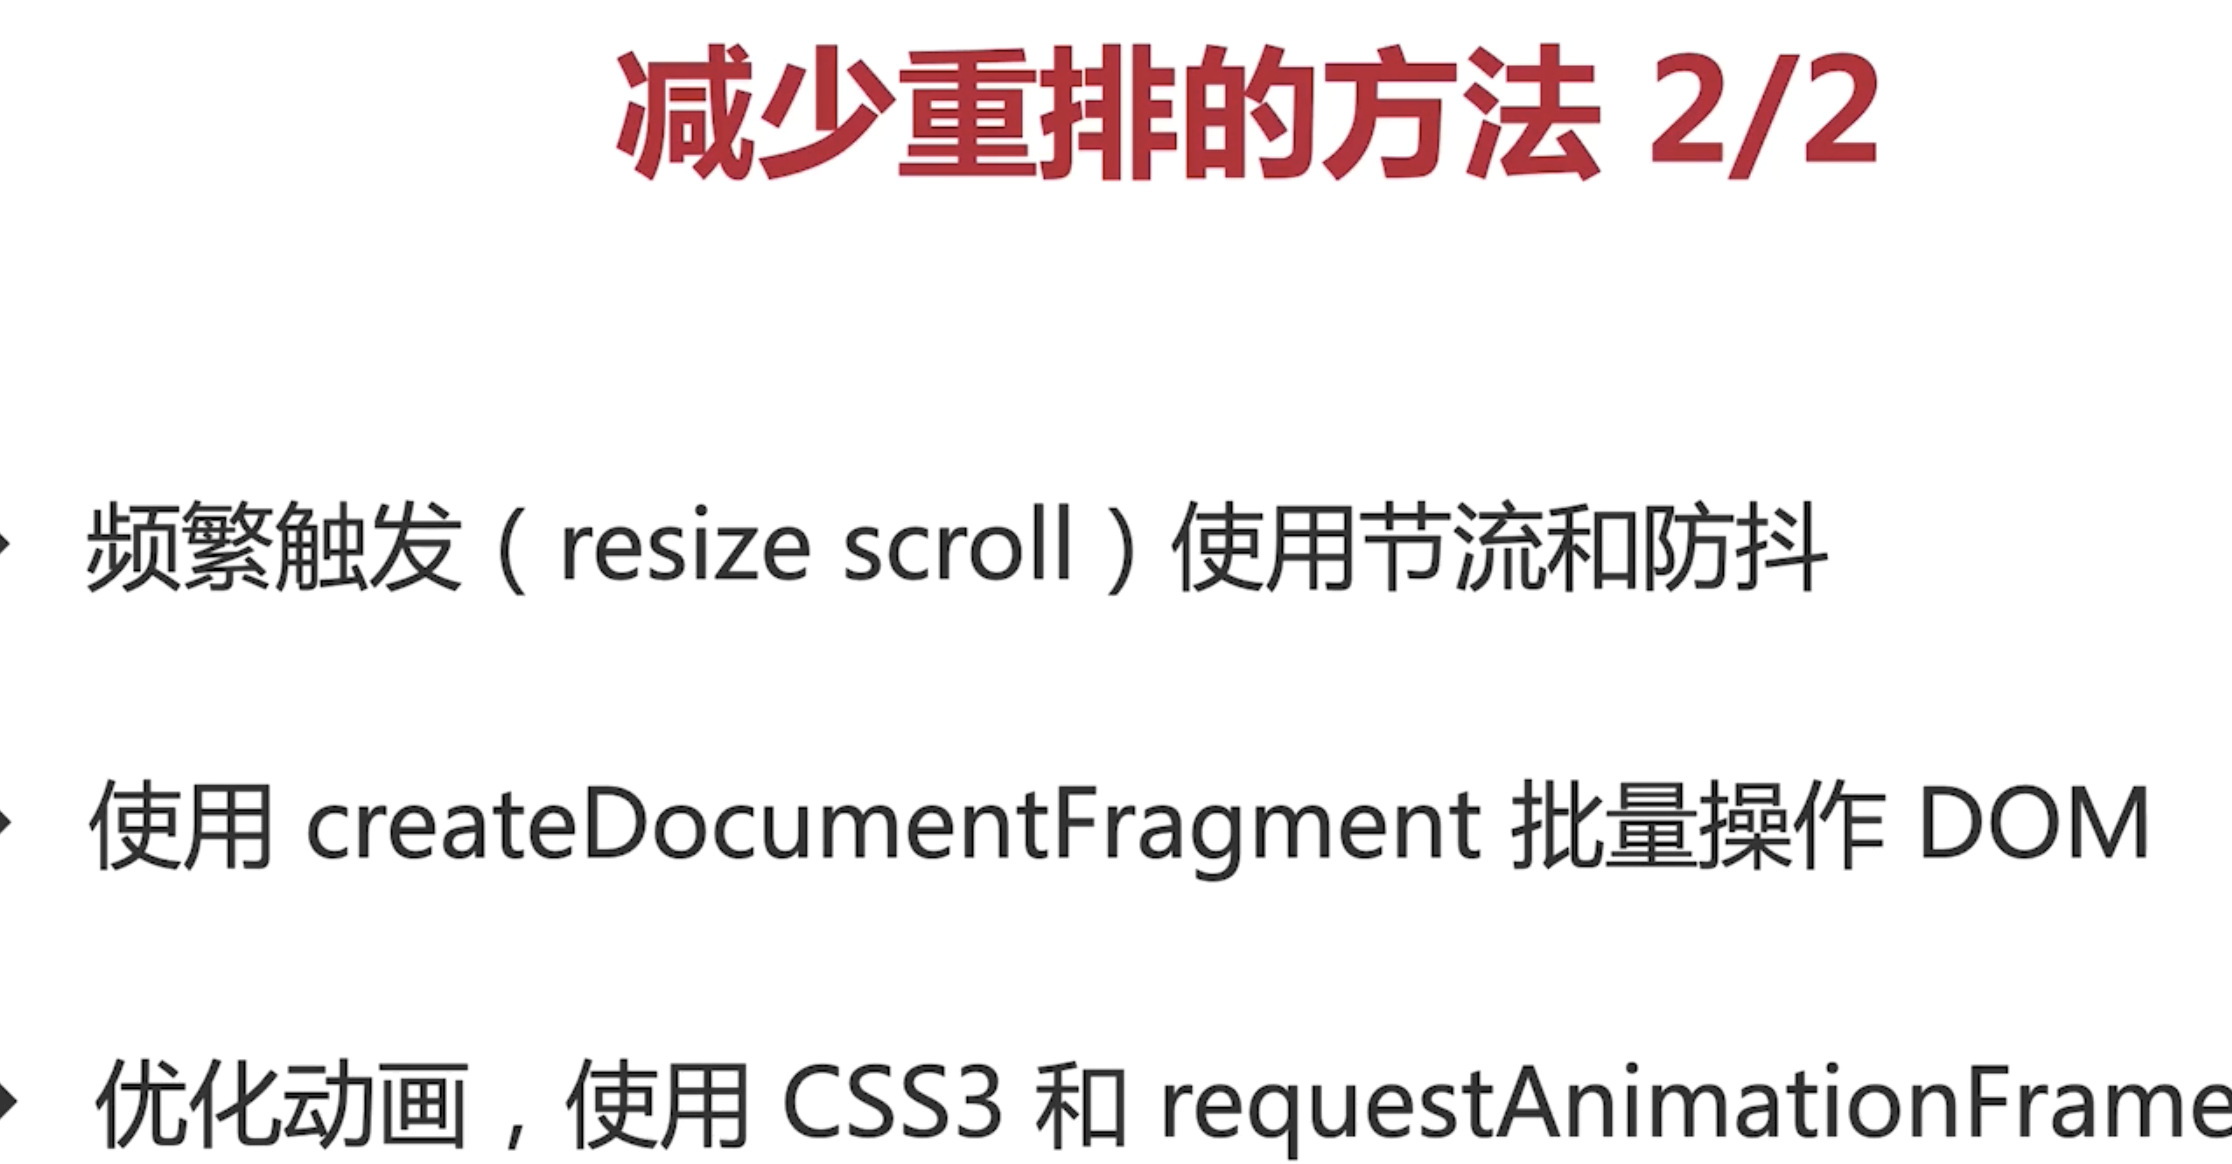 减少重排的方法 2/2
频繁触发（resize scroll）使用节流和防抖
使用 createDocumentFragment 批量操作 DOM
优化动画，使用 CSS3 和 requestAnimationFrame